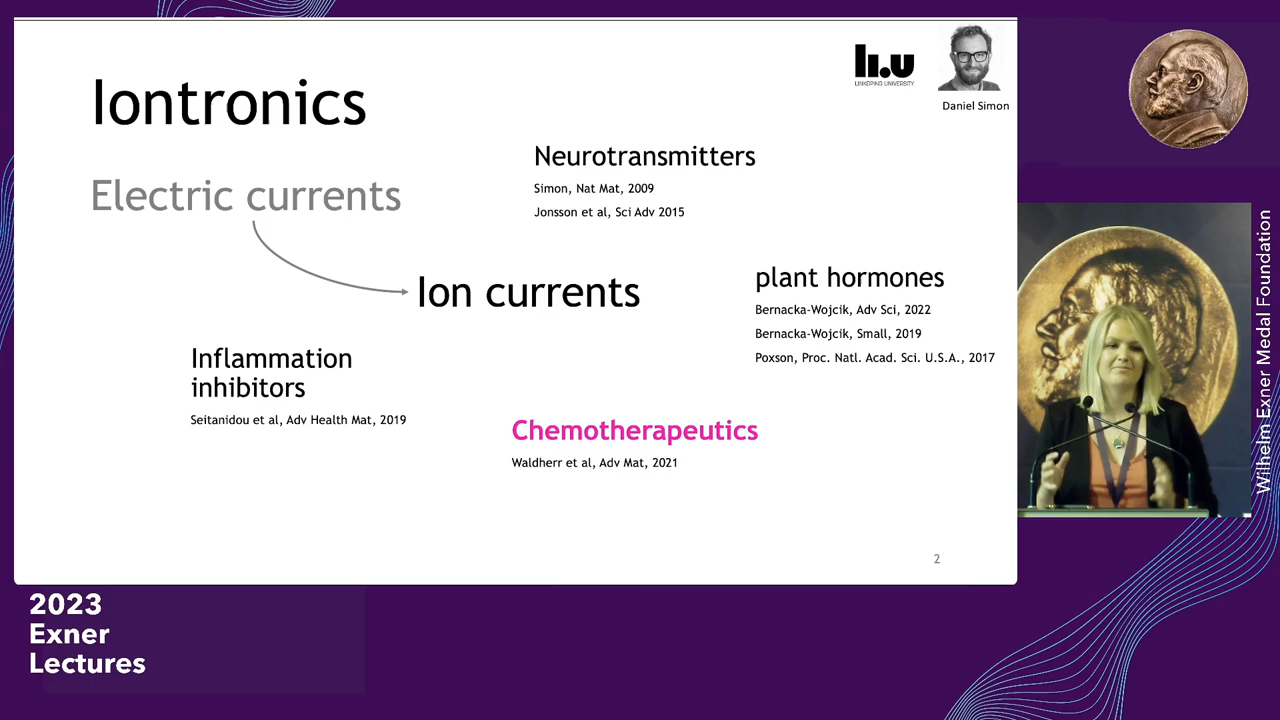 Iontronics
li.u
LINKÖPING UNIVERSITY
Daniel Simon
Electric currents
Neurotransmitters
Simon, Nat Mat, 2009
Jonsson et al, Sci Adv 2015
Ion currents
plant hormones
Bernacka-Wojcik, Adv Sci, 2022
Bernacka-Wojcik, Small, 2019
Poxson, Proc. Natl. Acad. Sci. U.S.A., 2017
Inflammation
inhibitors
Seitanidou et al, Adv Health Mat, 2019
Chemotherapeutics
Waldherr et al, Adv Mat, 2021
2
Wilhelm Exner Medal Foundation
2023
Exner
Lectures